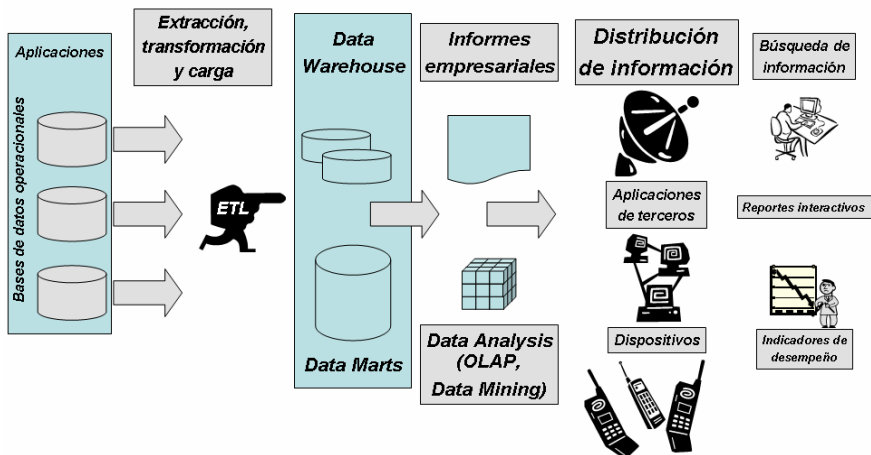 Aplicaciones
Bases de datos operacionales
Extracción,
transformación
y carga
ETL
Data
Warehouse
Data Marts
Informes
empresariales
Data Analysis
(OLAP,
Data Mining)
Distribución
de información
Aplicaciones
de terceros
Dispositivos
Búsqueda de
información
Reportes interactivos
Indicadores de
desempeño